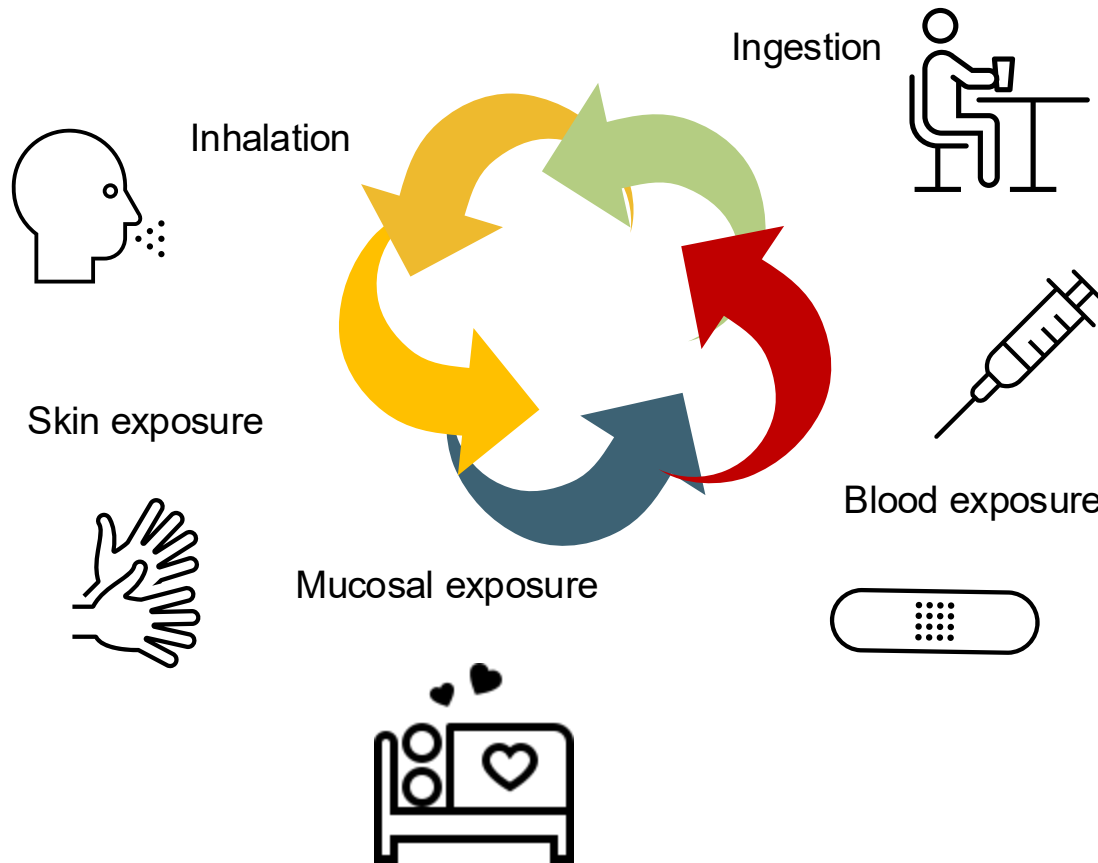 Ingestion
Inhalation
Skin exposure
Blood exposure
Mucosal exposure